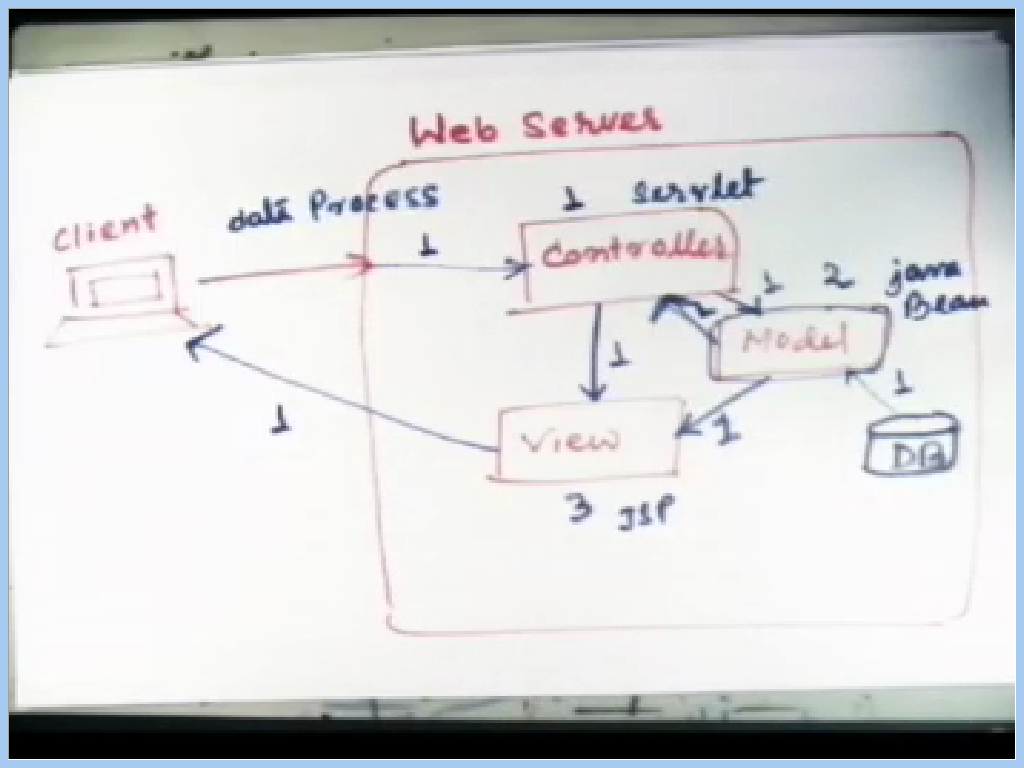 Web Server
Client
data Process
1
1 Servlet
Controller
1
2 java
Bean
2
Model
1
1
View
1
1
DB
3 JSP